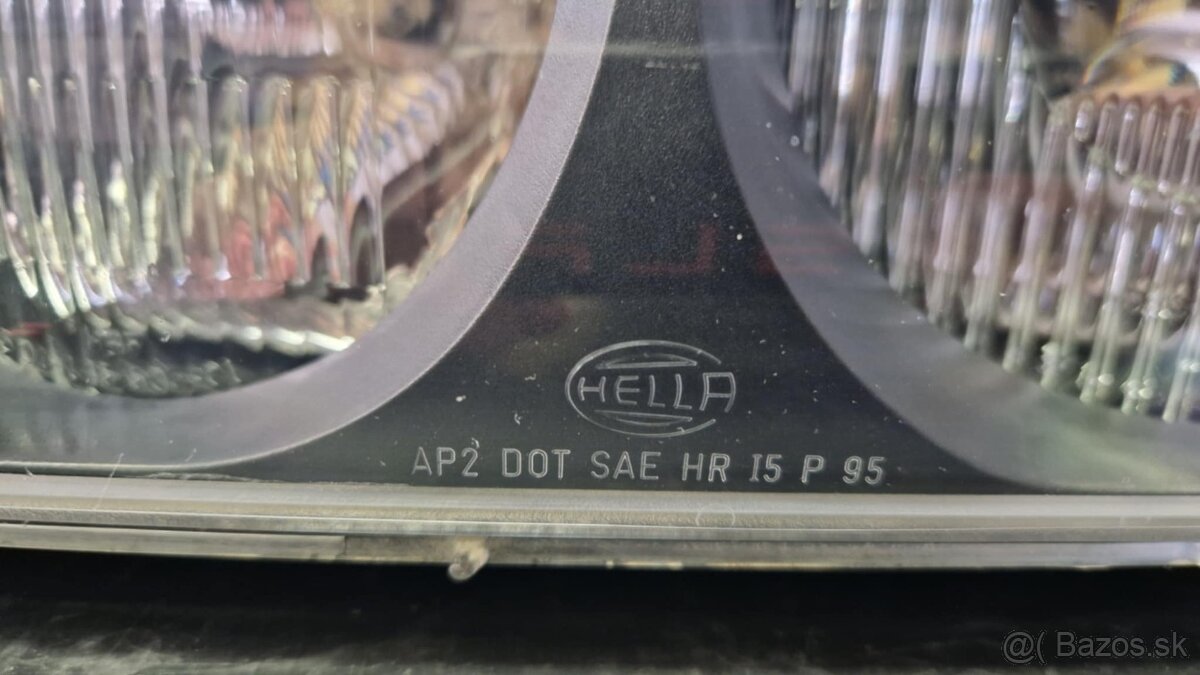 HELLA
AP2 DOT SAE HR I5 P 95
@( Bazos.sk